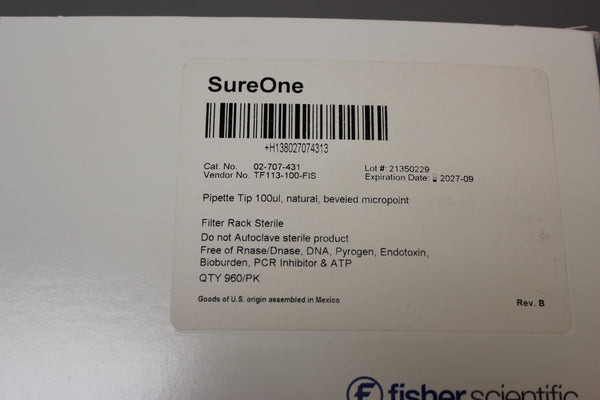 SureOne
+H138027074313
Cat. No. 02-707-431
Vendor No. TF113-100-FIS
Lot #: 21350229
Expiration Date: 2027-09
Pipette Tip 100ul, natural, beveled micropoint
Filter Rack Sterile
Do not Autoclave sterile product
Free of Rnase/Dnase, DNA, Pyrogen, Endotoxin,
Bioburden, PCR Inhibitor & ATP
QTY 960/PK
Goods of U.S. origin assembled in Mexico
Rev. B
fisher scientific